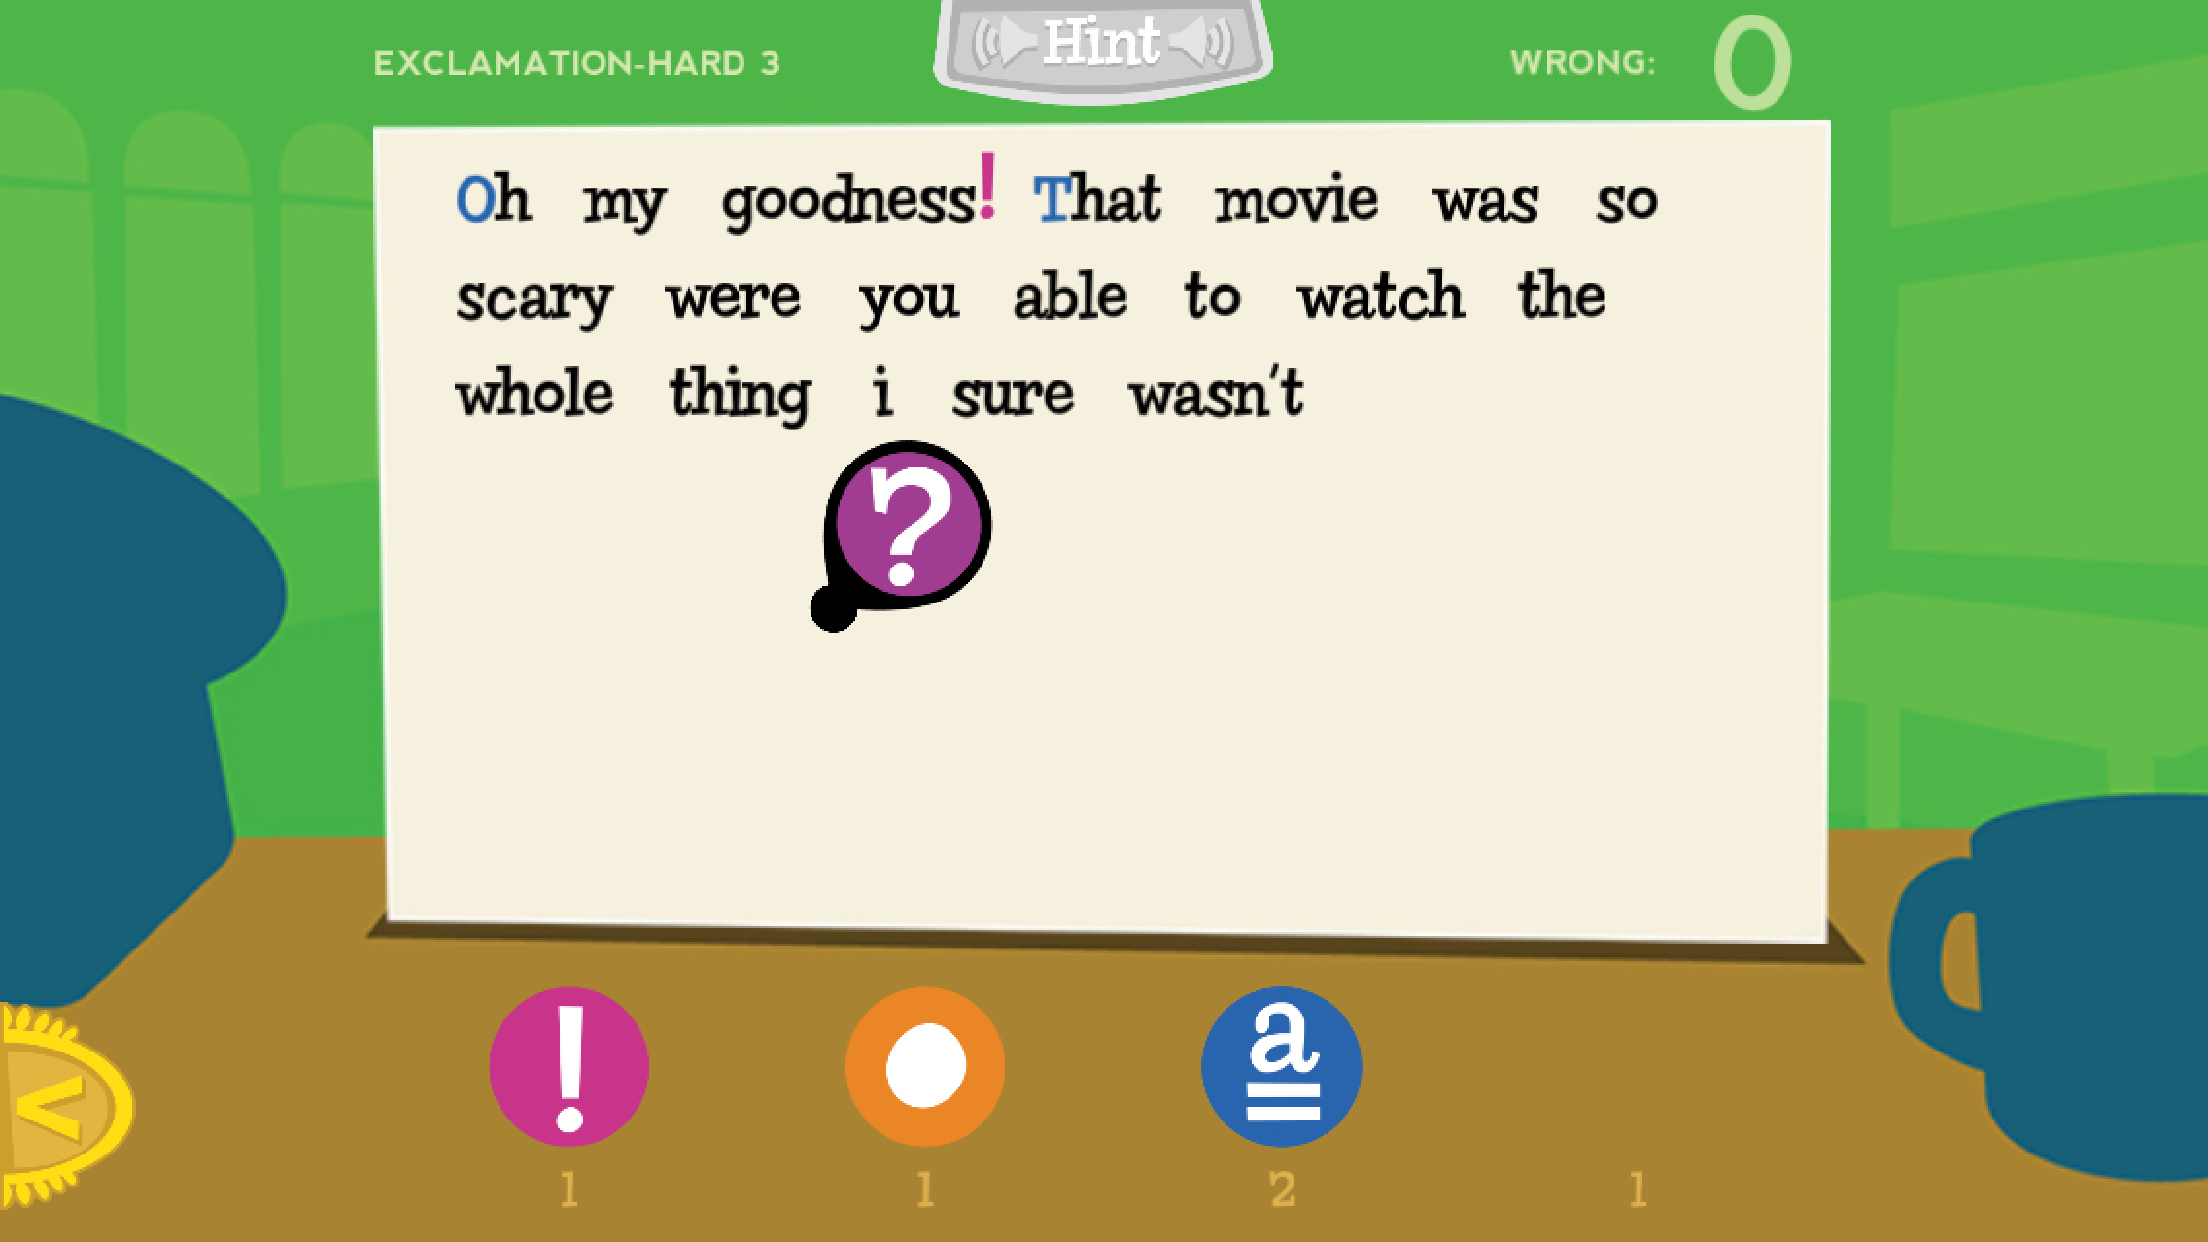 EXCLAMATION-HARD 3
Hint
WRONG: 0
Oh my goodness! That movie was so
scary were you able to watch the
whole thing i sure wasn't
?
! . a
1 1 2 1
<